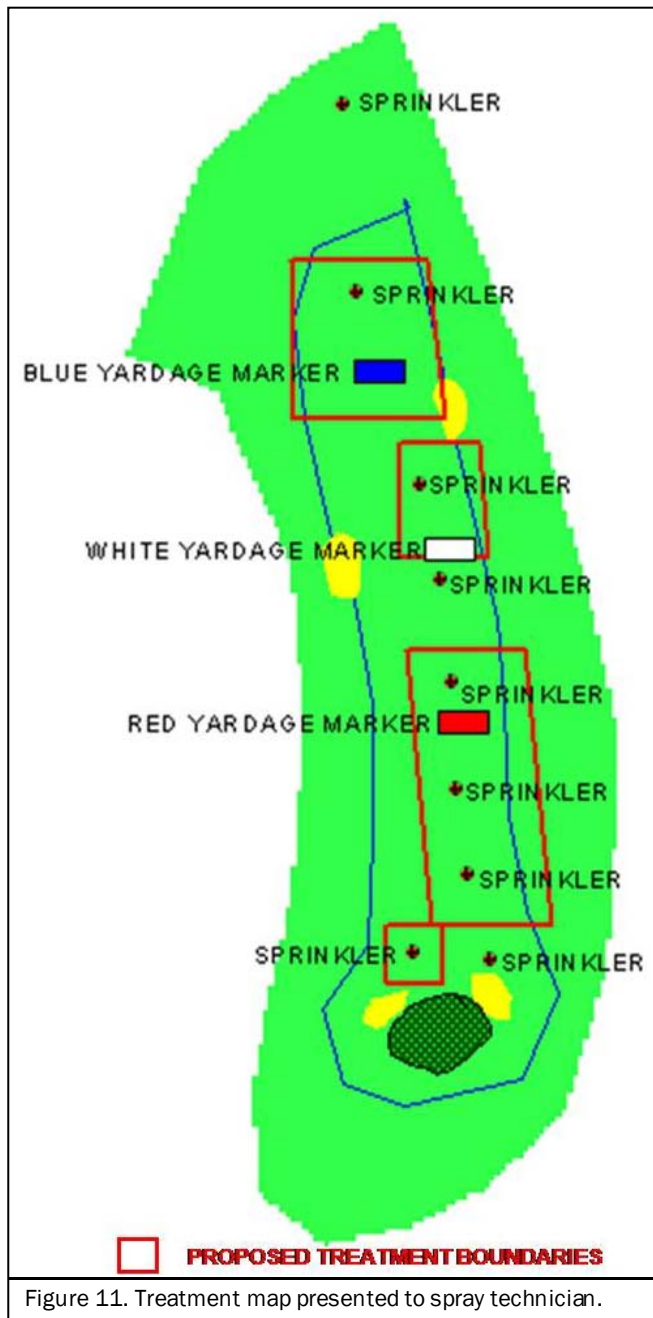 SPRINKLER
SPRINKLER
BLUE YARDAGE MARKER
SPRINKLER
WHITE YARDAGE MARKER
SPRINKLER
SPRINKLER
RED YARDAGE MARKER
SPRINKLER
SPRINKLER
SPRINKLER
SPRINKLER
PROPOSED TREATMENT BOUNDARIES
Figure 11. Treatment map presented to spray technician.